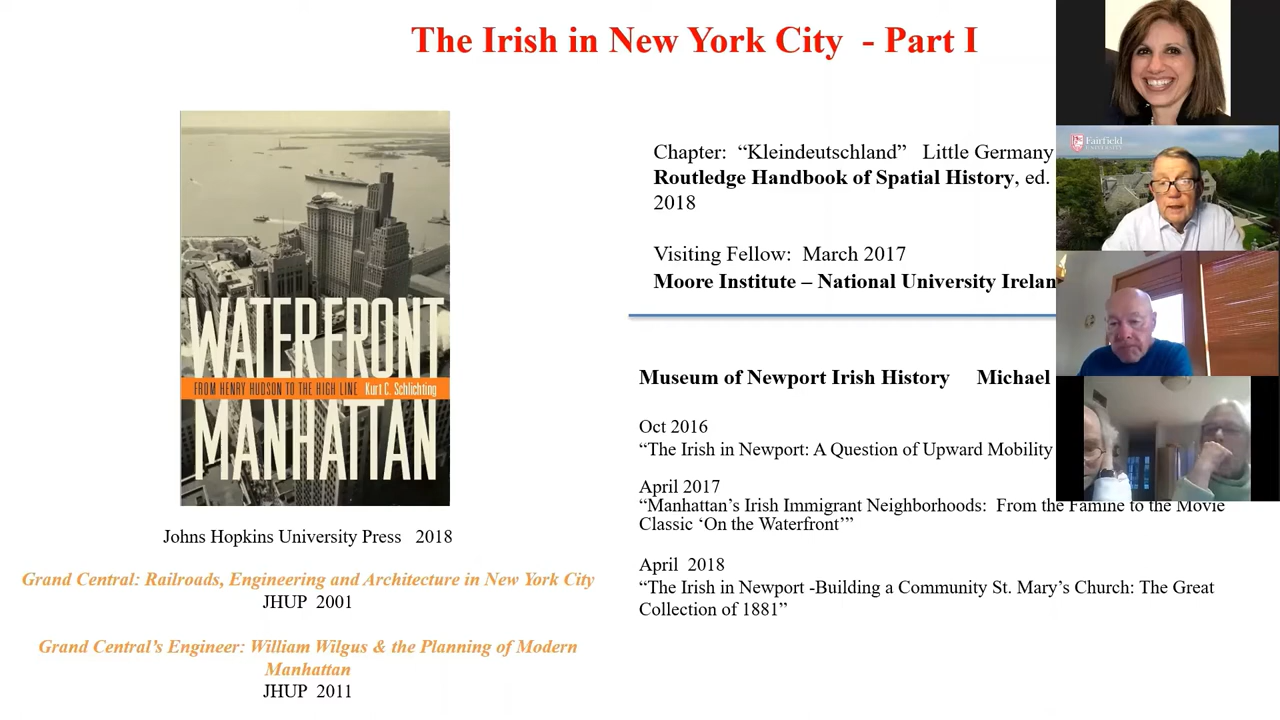 The Irish in New York City - Part I
WATERFRONT
FROM HENRY HUDSON TO THE HIGH LINE Kurt C. Schlichting
MANHATTAN
Johns Hopkins University Press 2018
Grand Central: Railroads, Engineering and Architecture in New York City
JHUP 2001
Grand Central's Engineer: William Wilgus & the Planning of Modern
Manhattan
JHUP 2011
Chapter: “Kleindeutschland” Little Germany
Routledge Handbook of Spatial History, ed.
2018
Visiting Fellow: March 2017
Moore Institute – National University Irelan
Museum of Newport Irish History Michael
Oct 2016
“The Irish in Newport: A Question of Upward Mobility
April 2017
“Manhattan’s Irish Immigrant Neighborhoods: From the Famine to the Movie
Classic ‘On the Waterfront’”
April 2018
“The Irish in Newport -Building a Community St. Mary’s Church: The Great
Collection of 1881”
Fairfield
UNIVERSITY